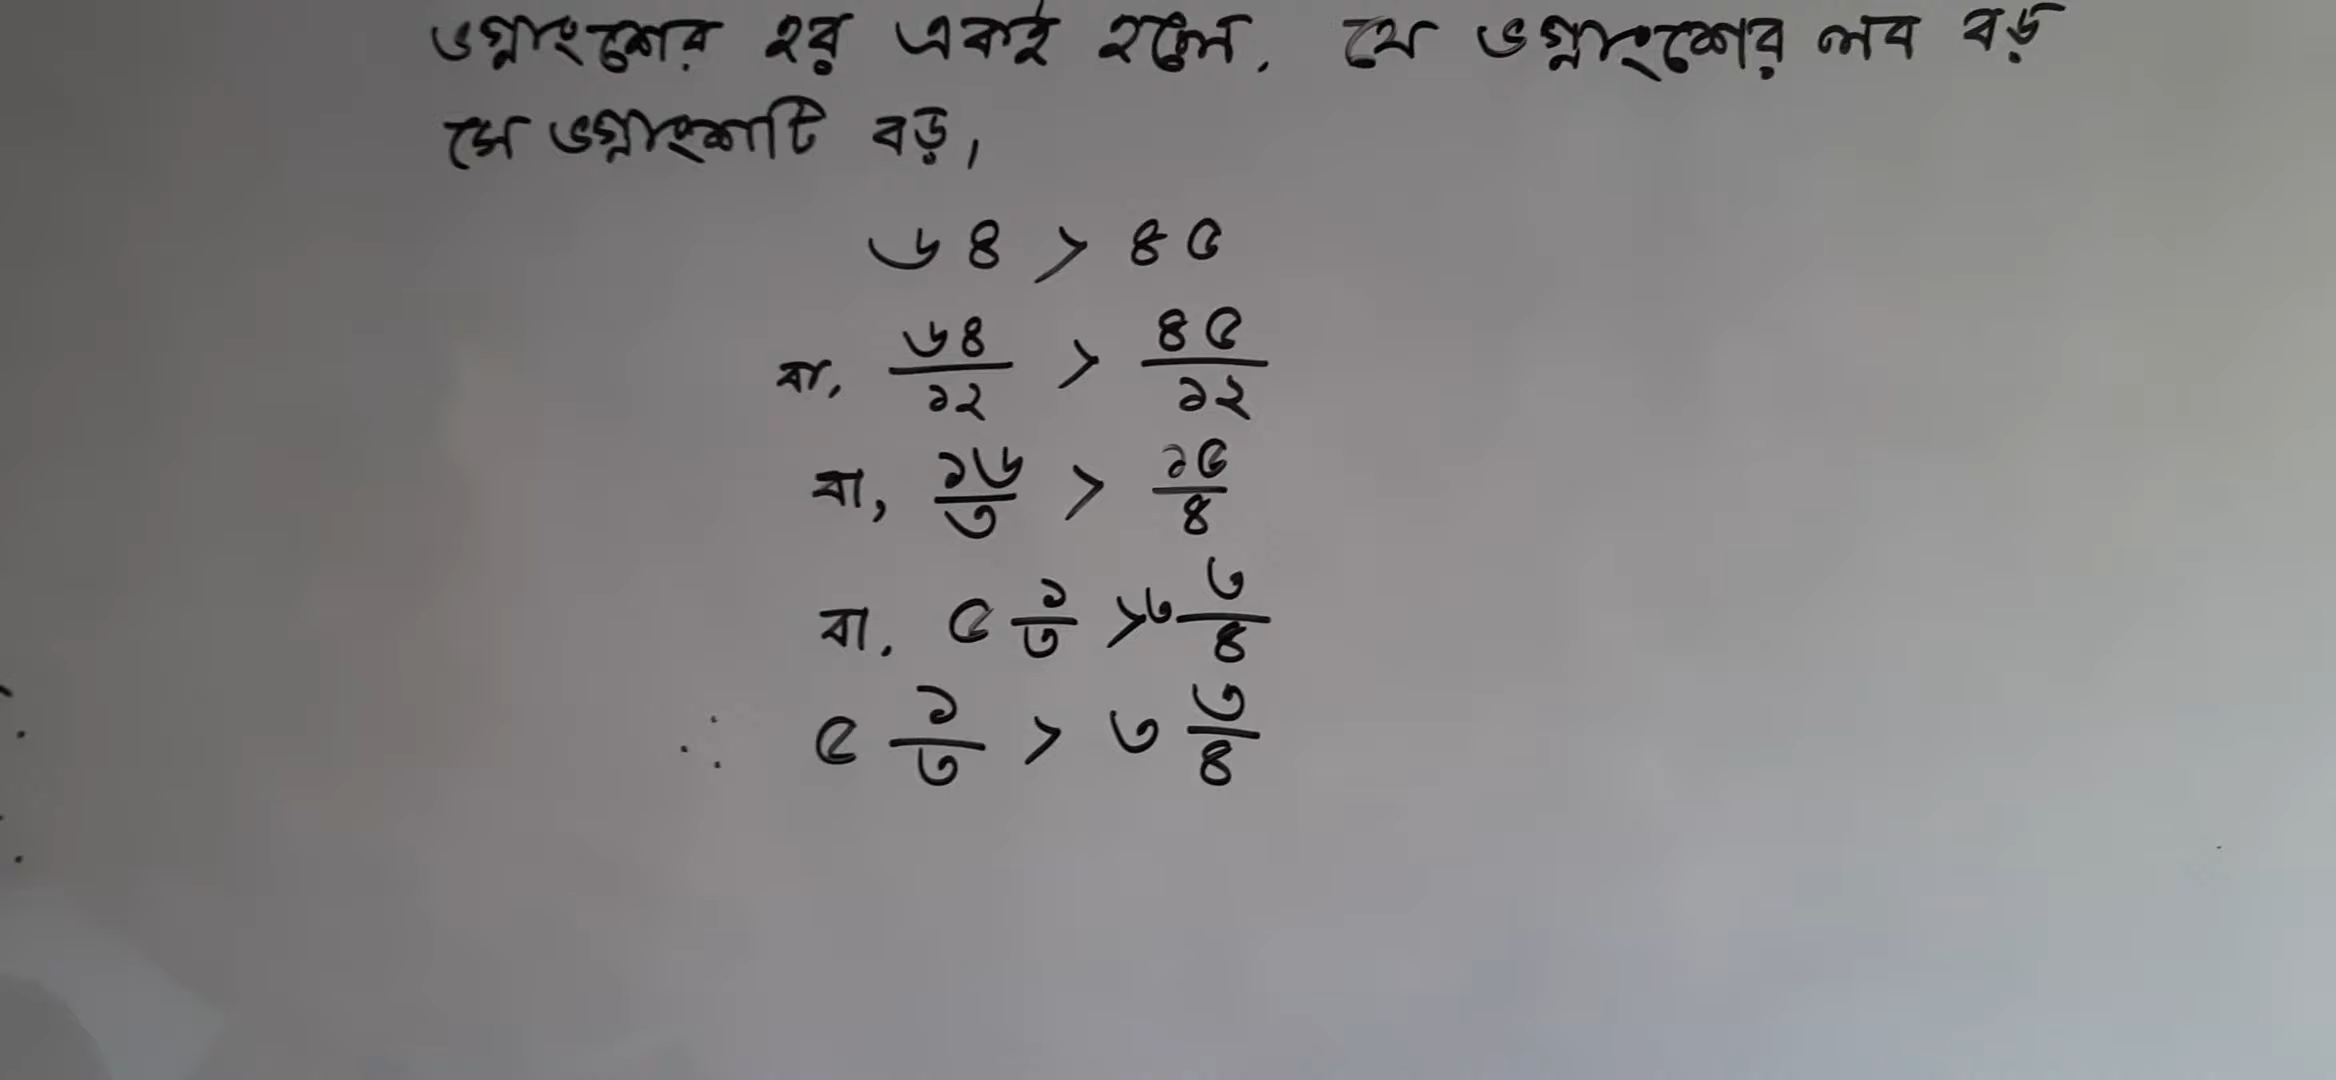 ভগ্নাংশের হর একই হলে, যে ভগ্নাংশের লব বড়
সে ভগ্নাংশটি বড়,
৬৪ > ৪৫
বা, ৬৪/১২ > ৪৫/১২
বা, ১৬/৩ > ১৫/৪
বা, ৫ ১/৩ > ৩ ৩/৪
∴ ৫ ১/৩ > ৩ ৩/৪